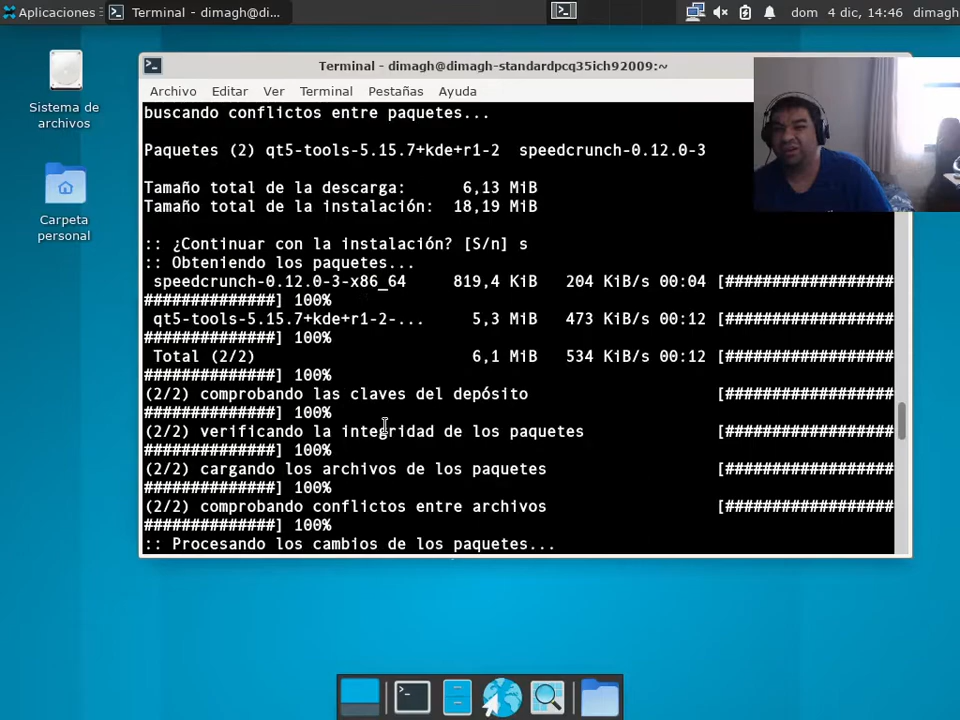 Aplicaciones
Terminal - dimagh@di...
dom 4 dic, 14:46
dimagh
Terminal - dimagh@dimagh-standardpcq35ich92009:~
Archivo Editar Ver Terminal Pestañas Ayuda
Sistema de
archivos
Carpeta
personal
buscando conflictos entre paquetes...
Paquetes (2) qt5-tools-5.15.7+kde+r1-2  speedcrunch-0.12.0-3
Tamaño total de la descarga:      6,13 MiB
Tamaño total de la instalación:  18,19 MiB
:: ¿Continuar con la instalación? [S/n] s
:: Obteniendo los paquetes...
speedcrunch-0.12.0-3-x86_64     819,4 KiB   204 KiB/s 00:04 [##################
##############] 100%
qt5-tools-5.15.7+kde+r1-2-...     5,3 MiB   473 KiB/s 00:12 [##################
##############] 100%
Total (2/2)                       6,1 MiB   534 KiB/s 00:12 [##################
##############] 100%
(2/2) comprobando las claves del depósito                    [##################
##############] 100%
(2/2) verificando la integridad de los paquetes              [##################
##############] 100%
(2/2) cargando los archivos de los paquetes                  [##################
##############] 100%
(2/2) comprobando conflictos entre archivos                  [##################
##############] 100%
:: Procesando los cambios de los paquetes...